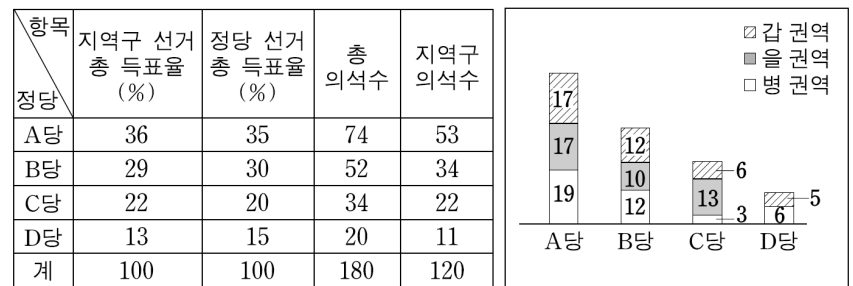 항목
정당
지역구 선거 총 득표율 (%)
정당 선거 총 득표율 (%)
총 의석수
지역구 의석수
A당 36 35 74 53
B당 29 30 52 34
C당 22 20 34 22
D당 13 15 20 11
계 100 100 180 120
갑 권역
을 권역
병 권역
17 17 19
12 10 12
6 13 3
5 6
A당 B당 C당 D당